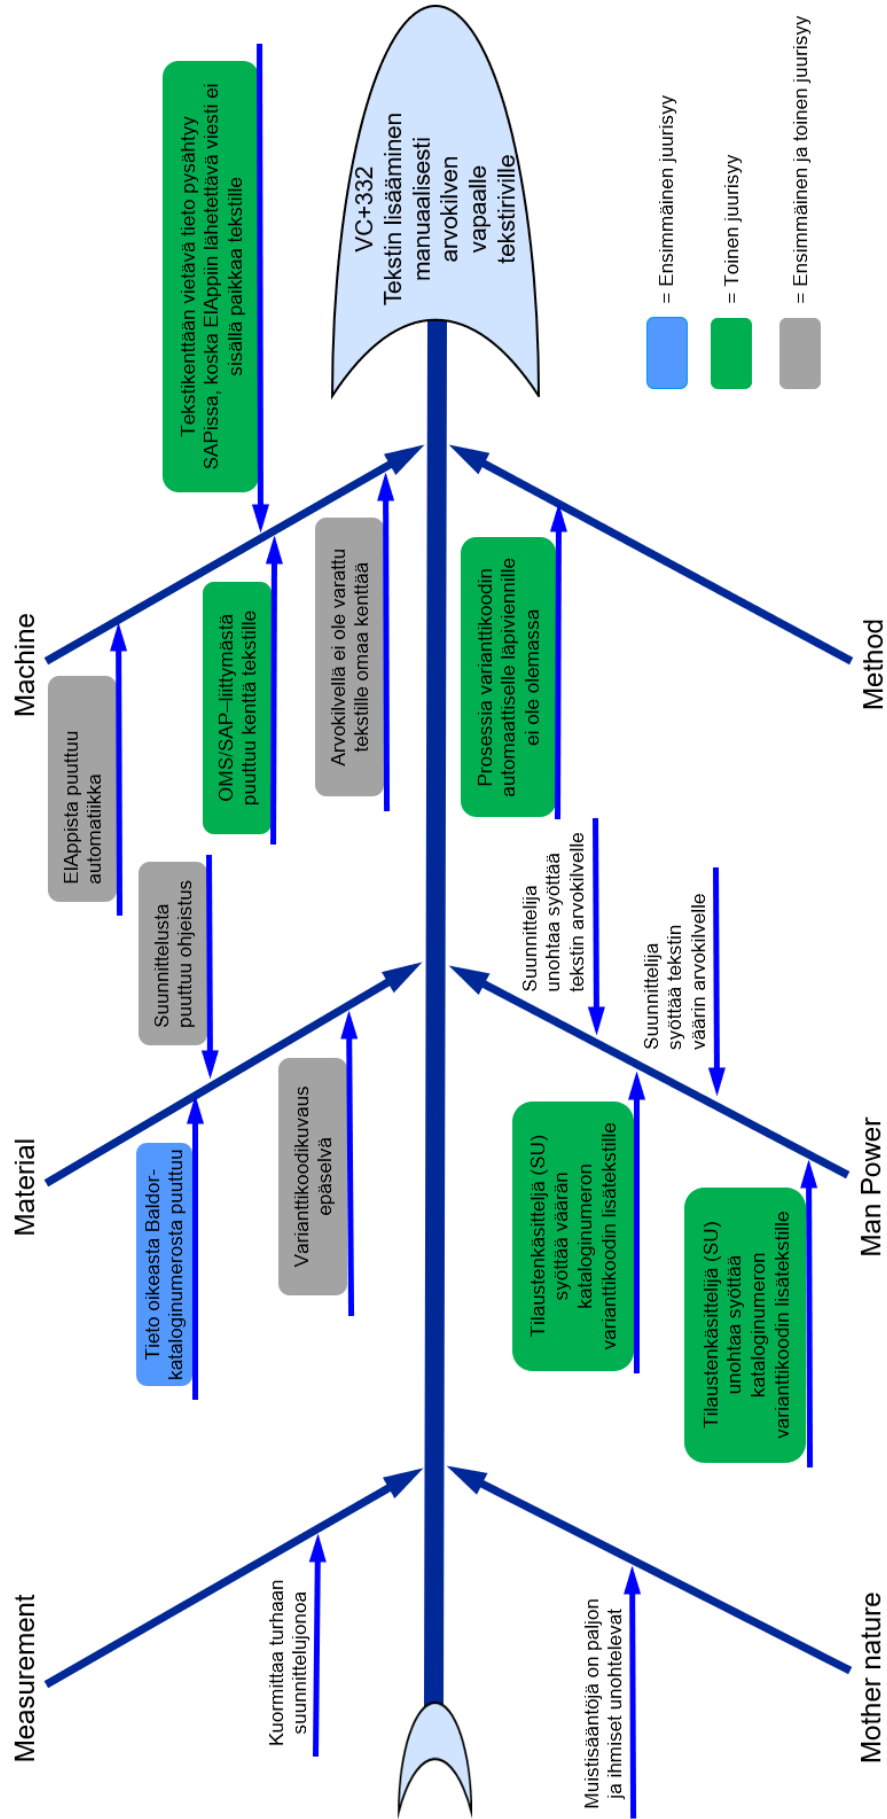 Measurement
Material
Machine
Kuormittaa turhaan
suunnittelujonoa
Tieto oikeasta Baldor-
kataloginumerosta puuttuu
Suunnittelusta
puuttuu ohjeistus
Varianttikoodikuvaus
epäselvä
EIAppista puuttuu
automatiikka
OMS/SAP–liittymästä
puuttuu kenttä tekstille
Arvokilvellä ei ole varattu
tekstille omaa kenttää
Tekstikenttään vietävä tieto pysähtyy
SAPissa, koska EIAppiin lähetettävä viesti ei
sisällä paikkaa tekstille
VC+332
Tekstin lisääminen
manuaalisesti
arvokilven
vapaalle
tekstiriville
Muistisääntöjä on paljon
ja ihmiset unohtelevat
Tilaustenkäsittelijä (SU)
syöttää väärän
kataloginumeron
varianttikoodin lisätekstille
Tilaustenkäsittelijä (SU)
unohtaa syöttää
kataloginumeron
varianttikoodin lisätekstille
Suunnittelija
unohtaa syöttää
tekstin arvokilvelle
Suunnittelija
syöttää tekstin
väärin arvokilvelle
Prosessia varianttikoodin
automaattiselle läpiviennille
ei ole olemassa
Mother nature
Man Power
Method
= Ensimmäinen juurisyy
= Toinen juurisyy
= Ensimmäinen ja toinen juurisyy